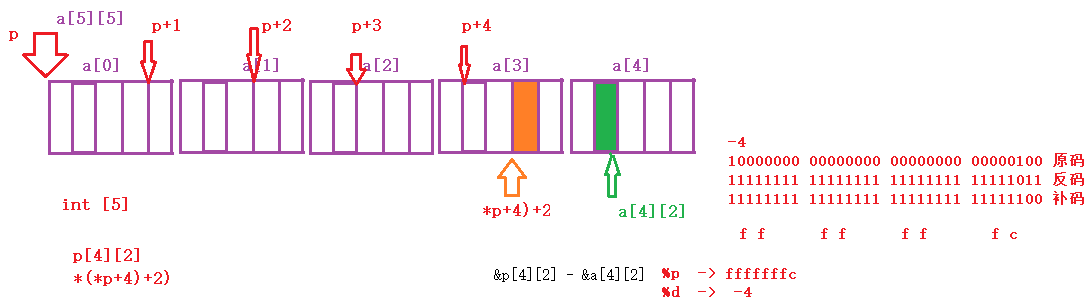 a[5][5]
p
p+1
p+2
p+3
p+4
a[0]
a[1]
a[2]
a[3]
a[4]
int [5]
*p+4)+2
a[4][2]
p[4][2]
*(*p+4)+2)
&p[4][2] - &a[4][2]
%p -> fffffffc
%d -> -4
-4
10000000 00000000 00000000 00000100 原码
11111111 11111111 11111111 11111011 反码
11111111 11111111 11111111 11111100 补码
f f f f f f f c